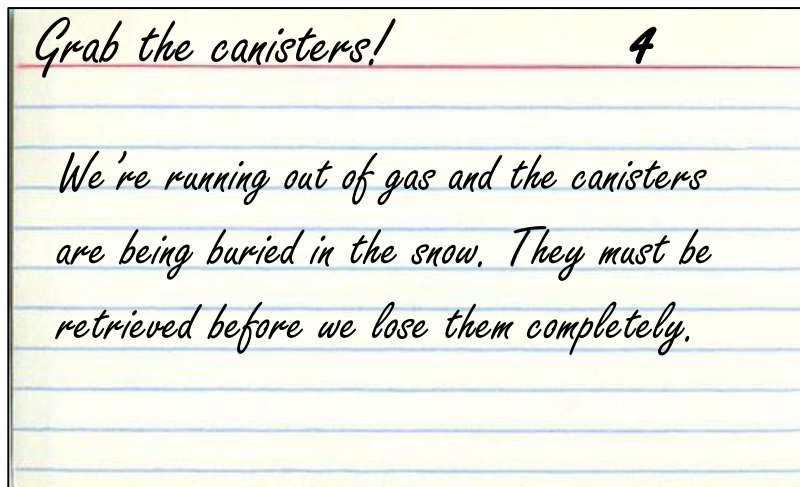 Grab the canisters! 4
We're running out of gas and the canisters
are being buried in the snow. They must be
retrieved before we lose them completely.